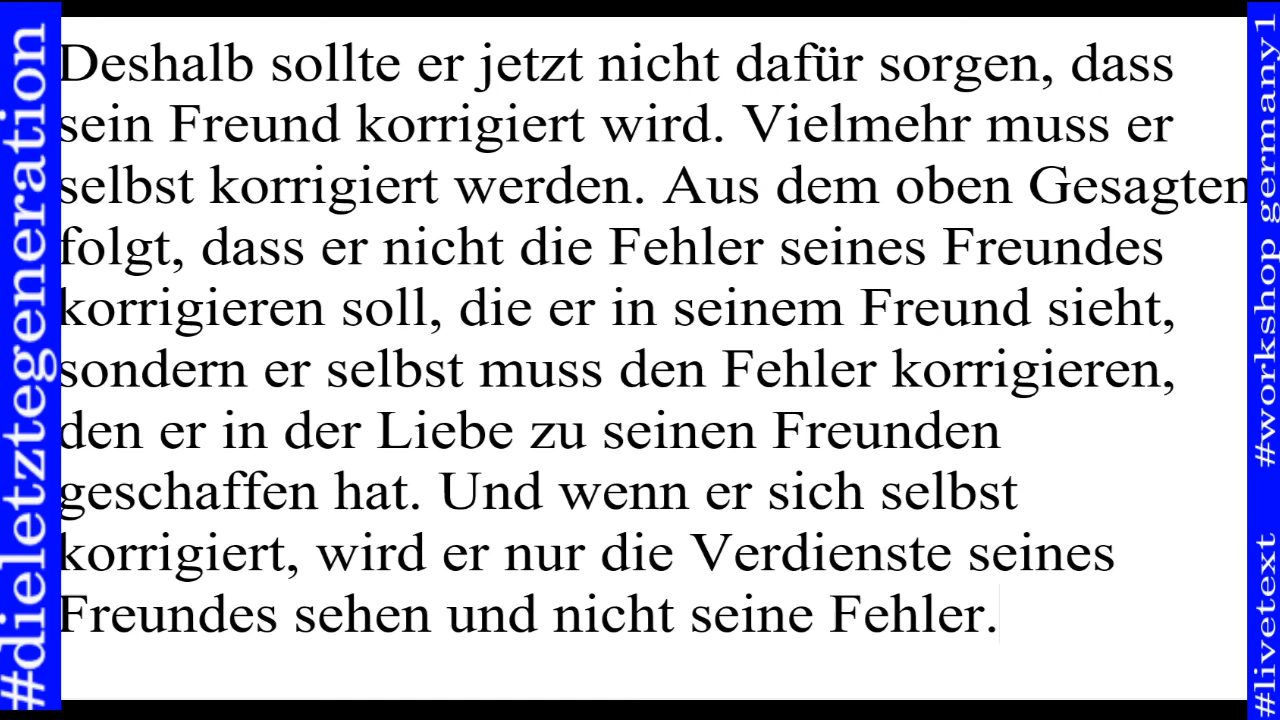 #dieletztegeneration
Deshalb sollte er jetzt nicht dafür sorgen, dass
sein Freund korrigiert wird. Vielmehr muss er
selbst korrigiert werden. Aus dem oben Gesagten
folgt, dass er nicht die Fehler seines Freundes
korrigieren soll, die er in seinem Freund sieht,
sondern er selbst muss den Fehler korrigieren,
den er in der Liebe zu seinen Freunden
geschaffen hat. Und wenn er sich selbst
korrigiert, wird er nur die Verdienste seines
Freundes sehen und nicht seine Fehler.
#livetext #workshop germany1